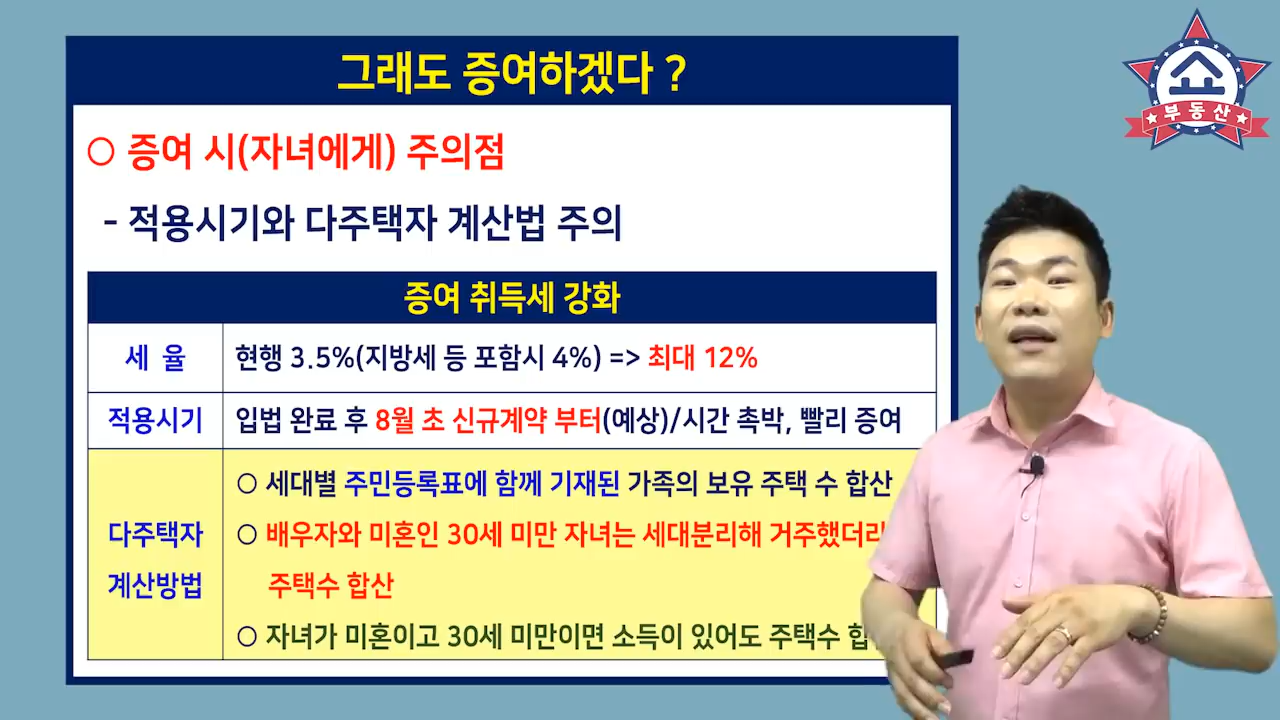 그래도 증여하겠다 ?
부동산
○ 증여 시(자녀에게) 주의점
- 적용시기와 다주택자 계산법 주의
증여 취득세 강화
세 율
현행 3.5%(지방세 등 포함시 4%) => 최대 12%
적용시기
입법 완료 후 8월 초 신규계약 부터(예상)/시간 촉박, 빨리 증여
다주택자
계산방법
○ 세대별 주민등록표에 함께 기재된 가족의 보유 주택 수 합산
○ 배우자와 미혼인 30세 미만 자녀는 세대분리해
주택수 합산
○ 자녀가 미혼이고 30세 미만이면 소득이 있어도 주택수